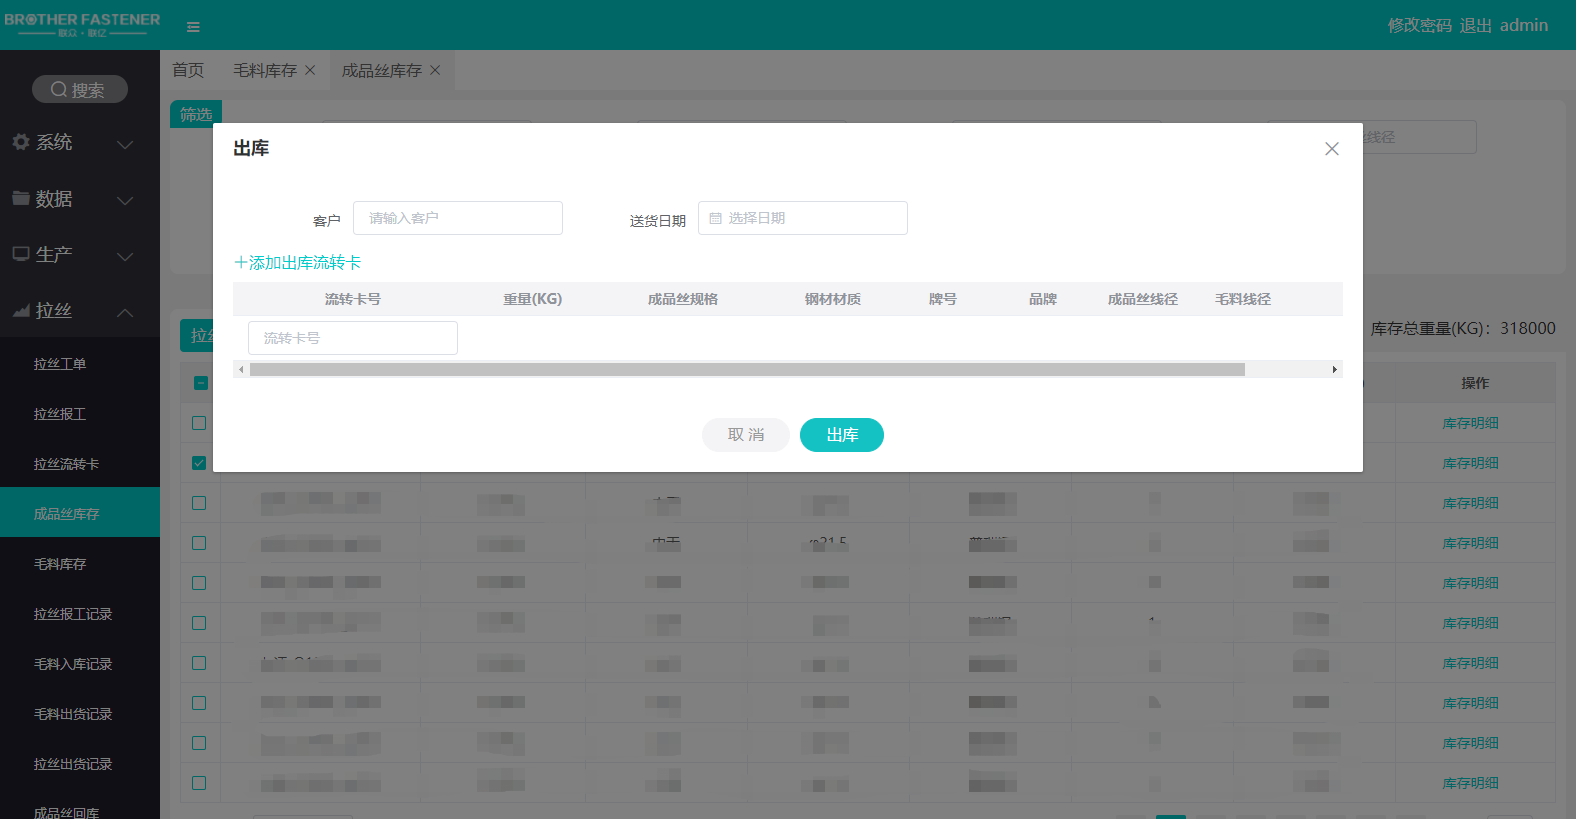 BROTHER FASTENER
联众·联亿
修改密码 退出 admin
搜索
系统
数据
生产
拉丝
拉丝工单
拉丝报工
拉丝流转卡
成品丝库存
毛料库存
拉丝报工记录
毛料入库记录
毛料出货记录
拉丝出货记录
成品丝回库
首页 毛料库存 成品丝库存
筛选
线径
出库
客户 请输入客户 送货日期 选择日期
+添加出库流转卡
流转卡号 重量(KG) 成品丝规格 钢材材质 牌号 品牌 成品丝线径 毛料线径
流转卡号
取消 出库
拉丝
库存总重量(KG)：318000
操作
库存明细
库存明细
库存明细
库存明细
库存明细
库存明细
库存明细
库存明细
库存明细
库存明细